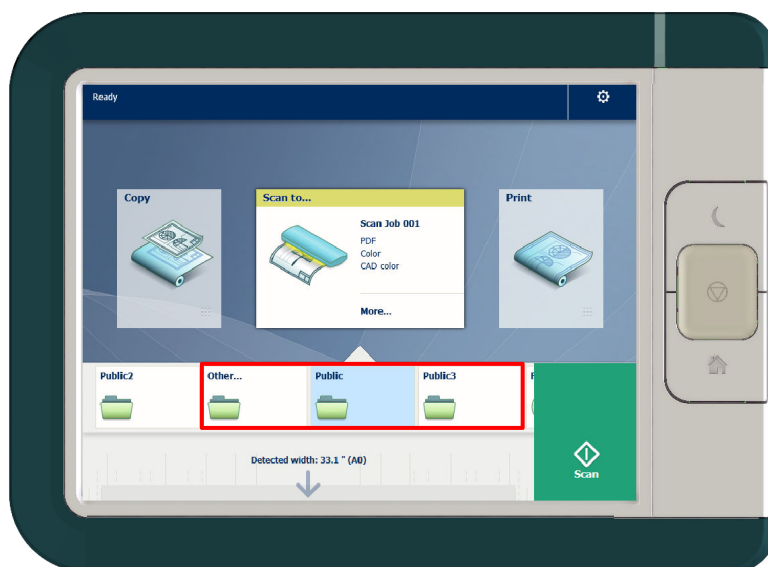 Ready
Copy
Scan to...
Print
Scan Job 001
PDF
Color
CAD color
More...
Public2
Other...
Public
Public3
Detected width: 33.1 " (A0)
Scan